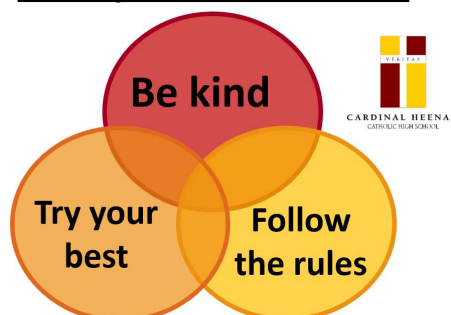 Be kind
VERITAS
CARDINAL HEENA
CATHOLIC HIGH SCHOOL
Try your
best
Follow
the rules